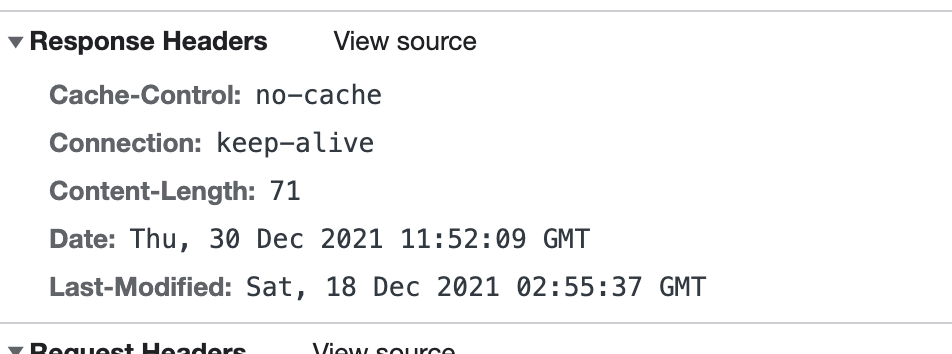 Response Headers View source
Cache-Control: no-cache
Connection: keep-alive
Content-Length: 71
Date: Thu, 30 Dec 2021 11:52:09 GMT
Last-Modified: Sat, 18 Dec 2021 02:55:37 GMT
Request Headers View source